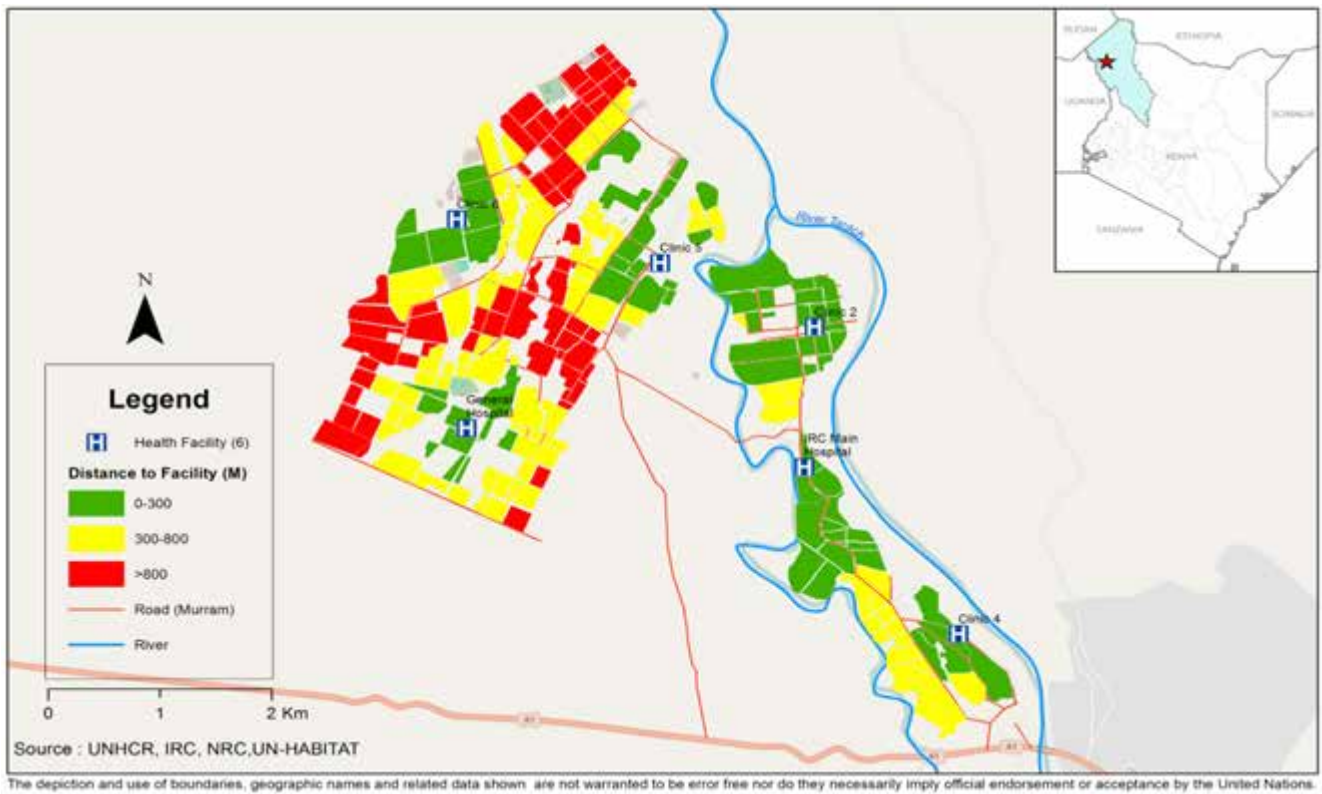 SUDAN
ETHIOPIA
UGANDA
SOMALIA
KENYA
TANZANIA
River Tarach
Clinic 6
Clinic 5
Clinic 2
General
Hospital
IRC Main
Hospital
Clinic 4
N
Legend
Health Facility (6)
Distance to Facility (M)
0-300
300-800
>800
Road (Murram)
River
0 1 2 Km
A1
A1
A1
Source : UNHCR, IRC, NRC,UN-HABITAT
The depiction and use of boundaries, geographic names and related data shown are not warranted to be error free nor do they necessarily imply official endorsement or acceptance by the United Nations.